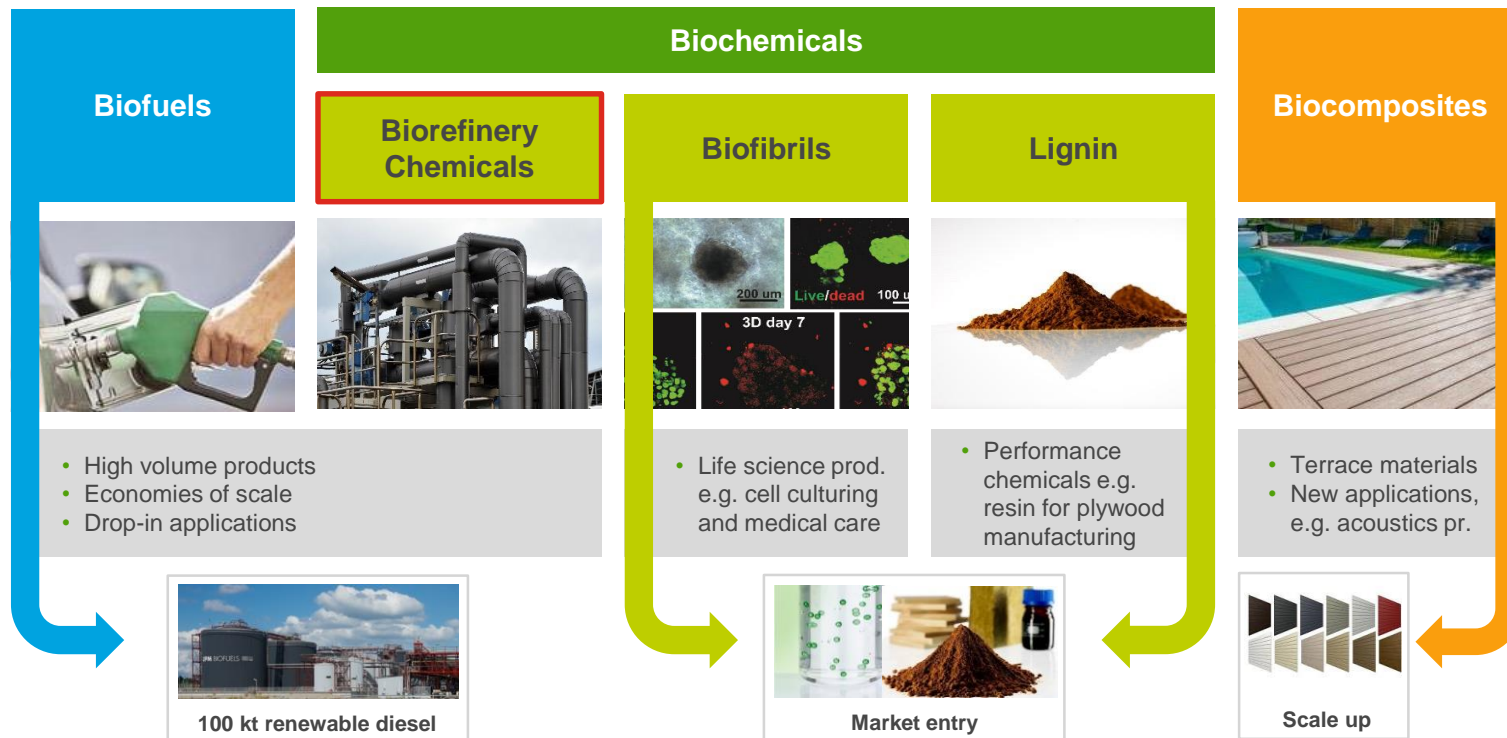 Biochemicals
Biofuels
Biorefinery
Chemicals
Biofibrils
Lignin
Biocomposites
200 um
Live/dead
100 u
3D day 7
• High volume products
• Economies of scale
• Drop-in applications
• Life science prod.
e.g. cell culturing
and medical care
• Performance
chemicals e.g.
resin for plywood
manufacturing
• Terrace materials
• New applications,
e.g. acoustics pr.
BIOFUELS
100 kt renewable diesel
Market entry
Scale up